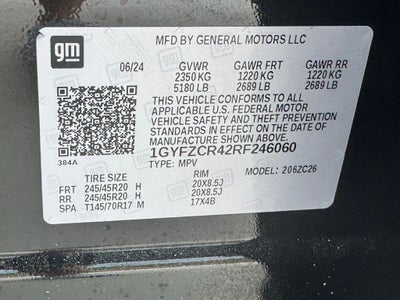 gm
MFD BY GENERAL MOTORS LLC
06/24 GVWR GAWR FRT GAWR RR
2350 KG 1220 KG 1220 KG
5180 LB 2689 LB 2689 LB
THIS VEHICLE CONFORMS TO ALL
APPLICABLE U.S. FEDERAL MOTOR
VEHICLE SAFETY AND THEFT PREVENTION
STANDARDS IN EFFECT ON THE DATE OF
MANUFACTURE SHOWN ABOVE.
384A 1GYFZCR42RF246060
TYPE: MPV
MODEL: 206ZC26
TIRE SIZE RIM
FRT 245/45R20 H 20X8.5J
RR 245/45R20 H 20X8.5J
SPA T145/70R17 M 17X4B